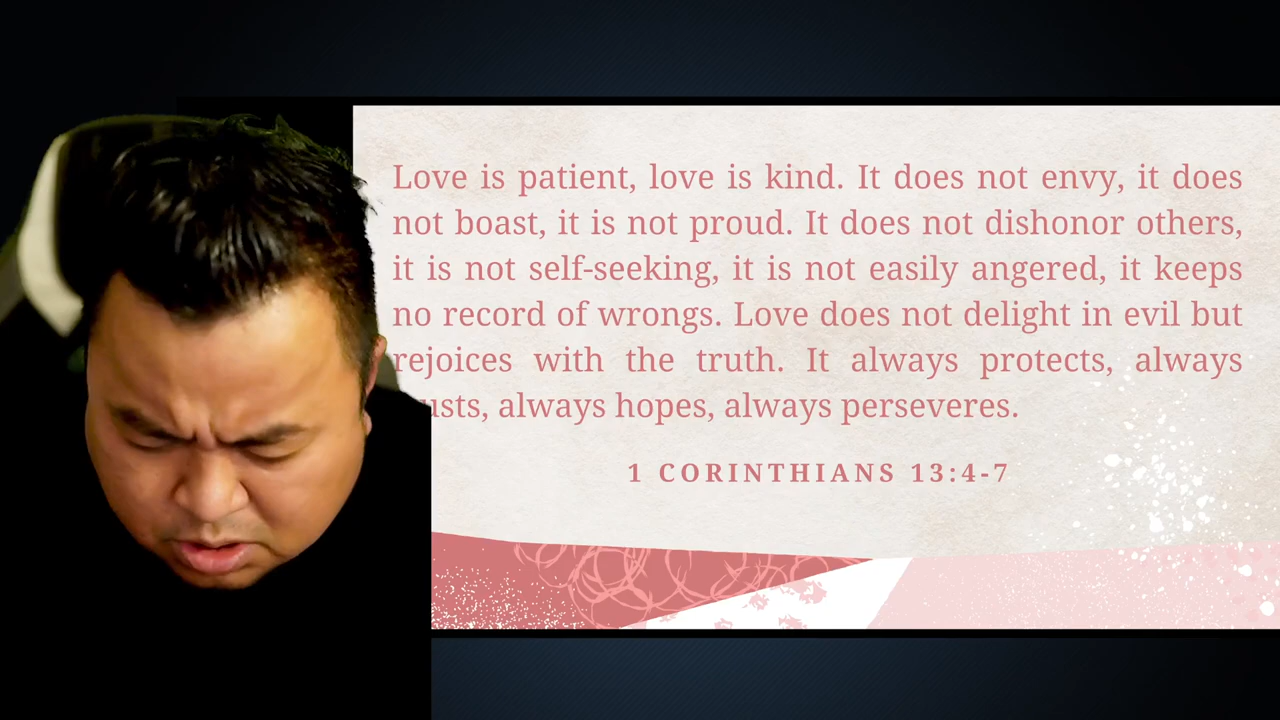 Love is patient, love is kind. It does not envy, it does
not boast, it is not proud. It does not dishonor others,
it is not self-seeking, it is not easily angered, it keeps
no record of wrongs. Love does not delight in evil but
rejoices with the truth. It always protects, always
usts, always hopes, always perseveres.
1 CORINTHIANS 13:4-7